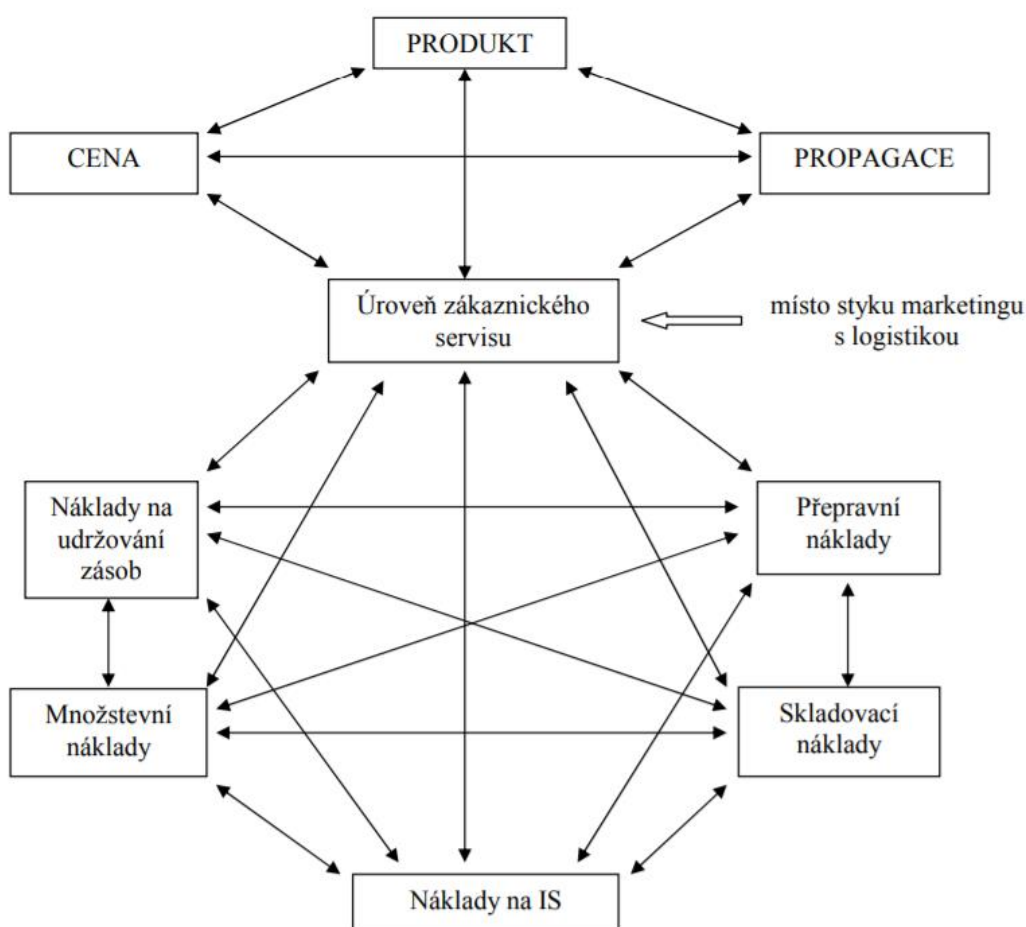 PRODUKT
CENA
PROPAGACE
Úroveň zákaznického
servisu
místo styku marketingu
s logistikou
Náklady na
udržování
zásob
Přepravní
náklady
Množstevní
náklady
Skladovací
náklady
Náklady na IS